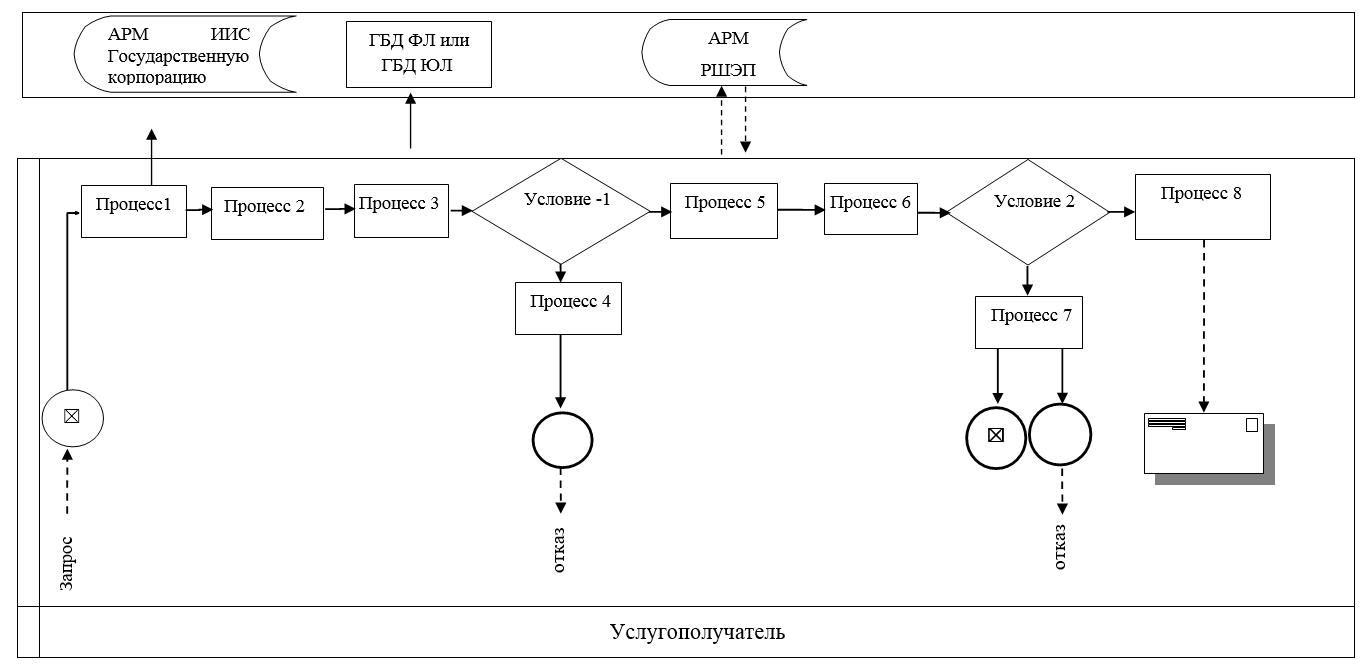 АРМ ИИС
Государственную
корпорацию
ГБД ФЛ или
ГБД ЮЛ
АРМ
РШЭП
Процесс1
Процесс 2
Процесс 3
Условие -1
Процесс 5
Процесс 6
Условие 2
Процесс 8
Процесс 4
Процесс 7
Запрос
отказ
отказ
Услугополучатель